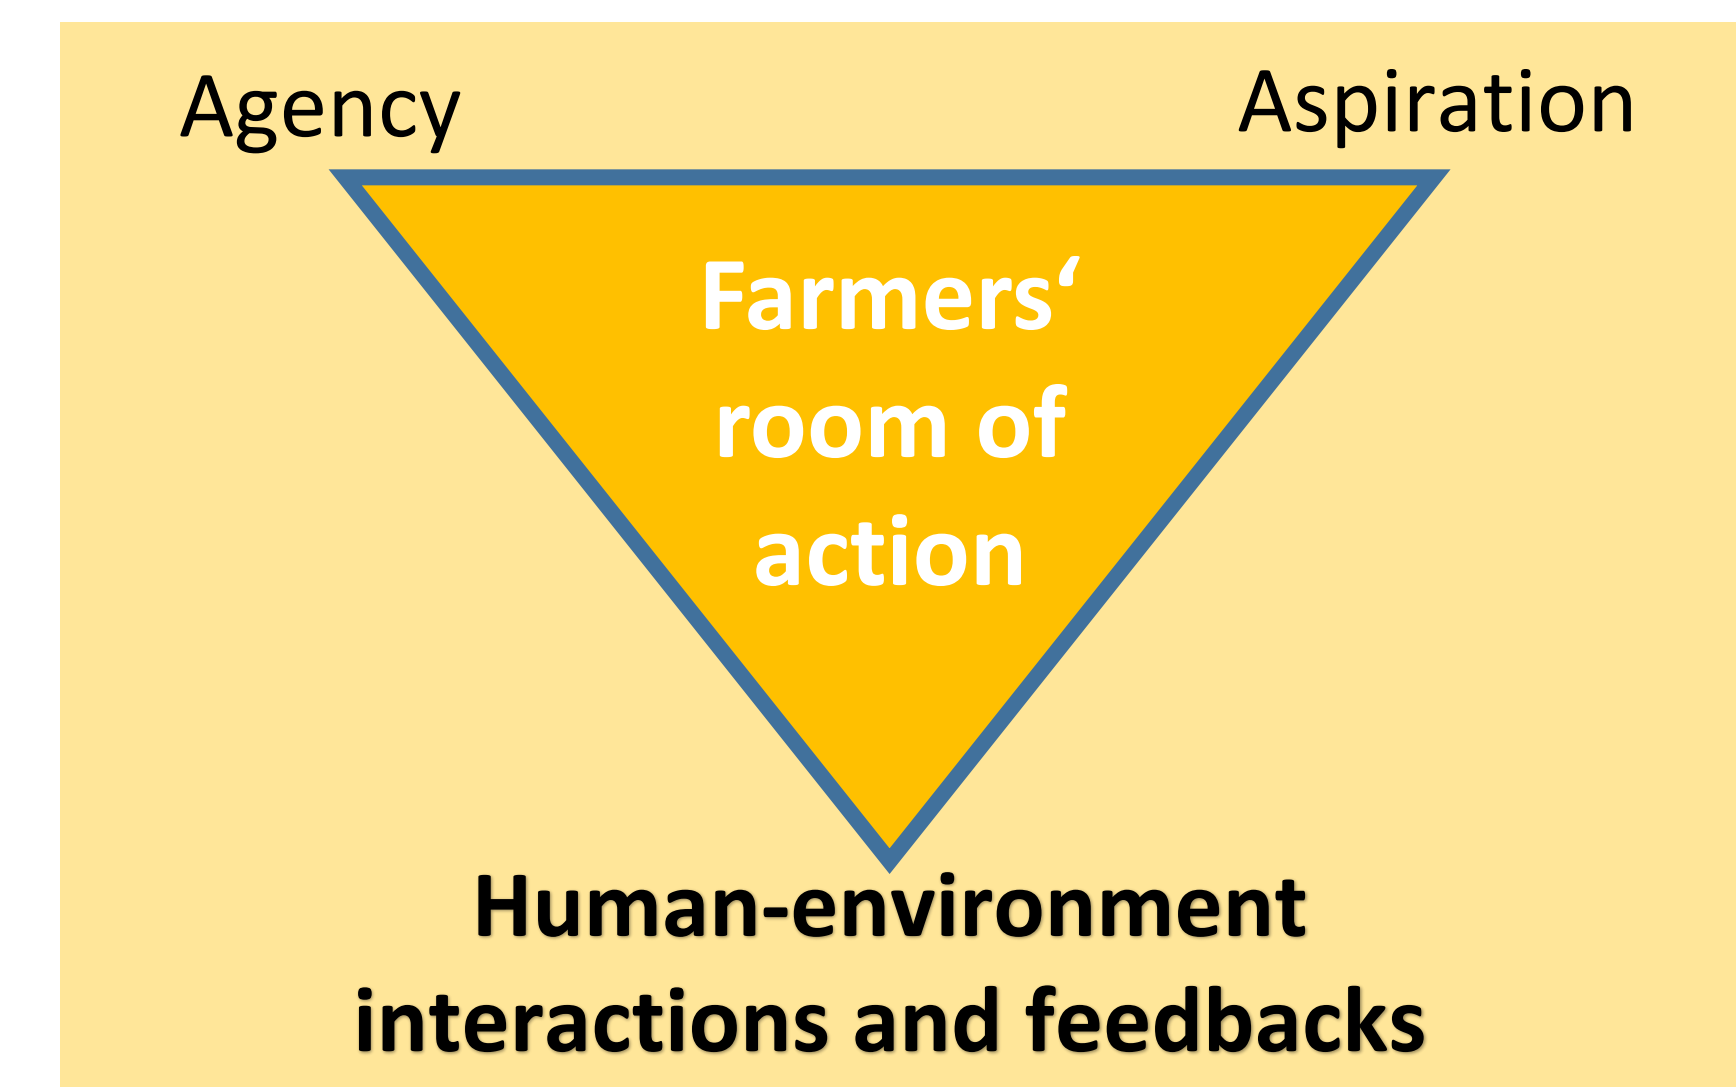 Agency
Aspiration
Farmers‘
room of
action
Human-environment
interactions and feedbacks